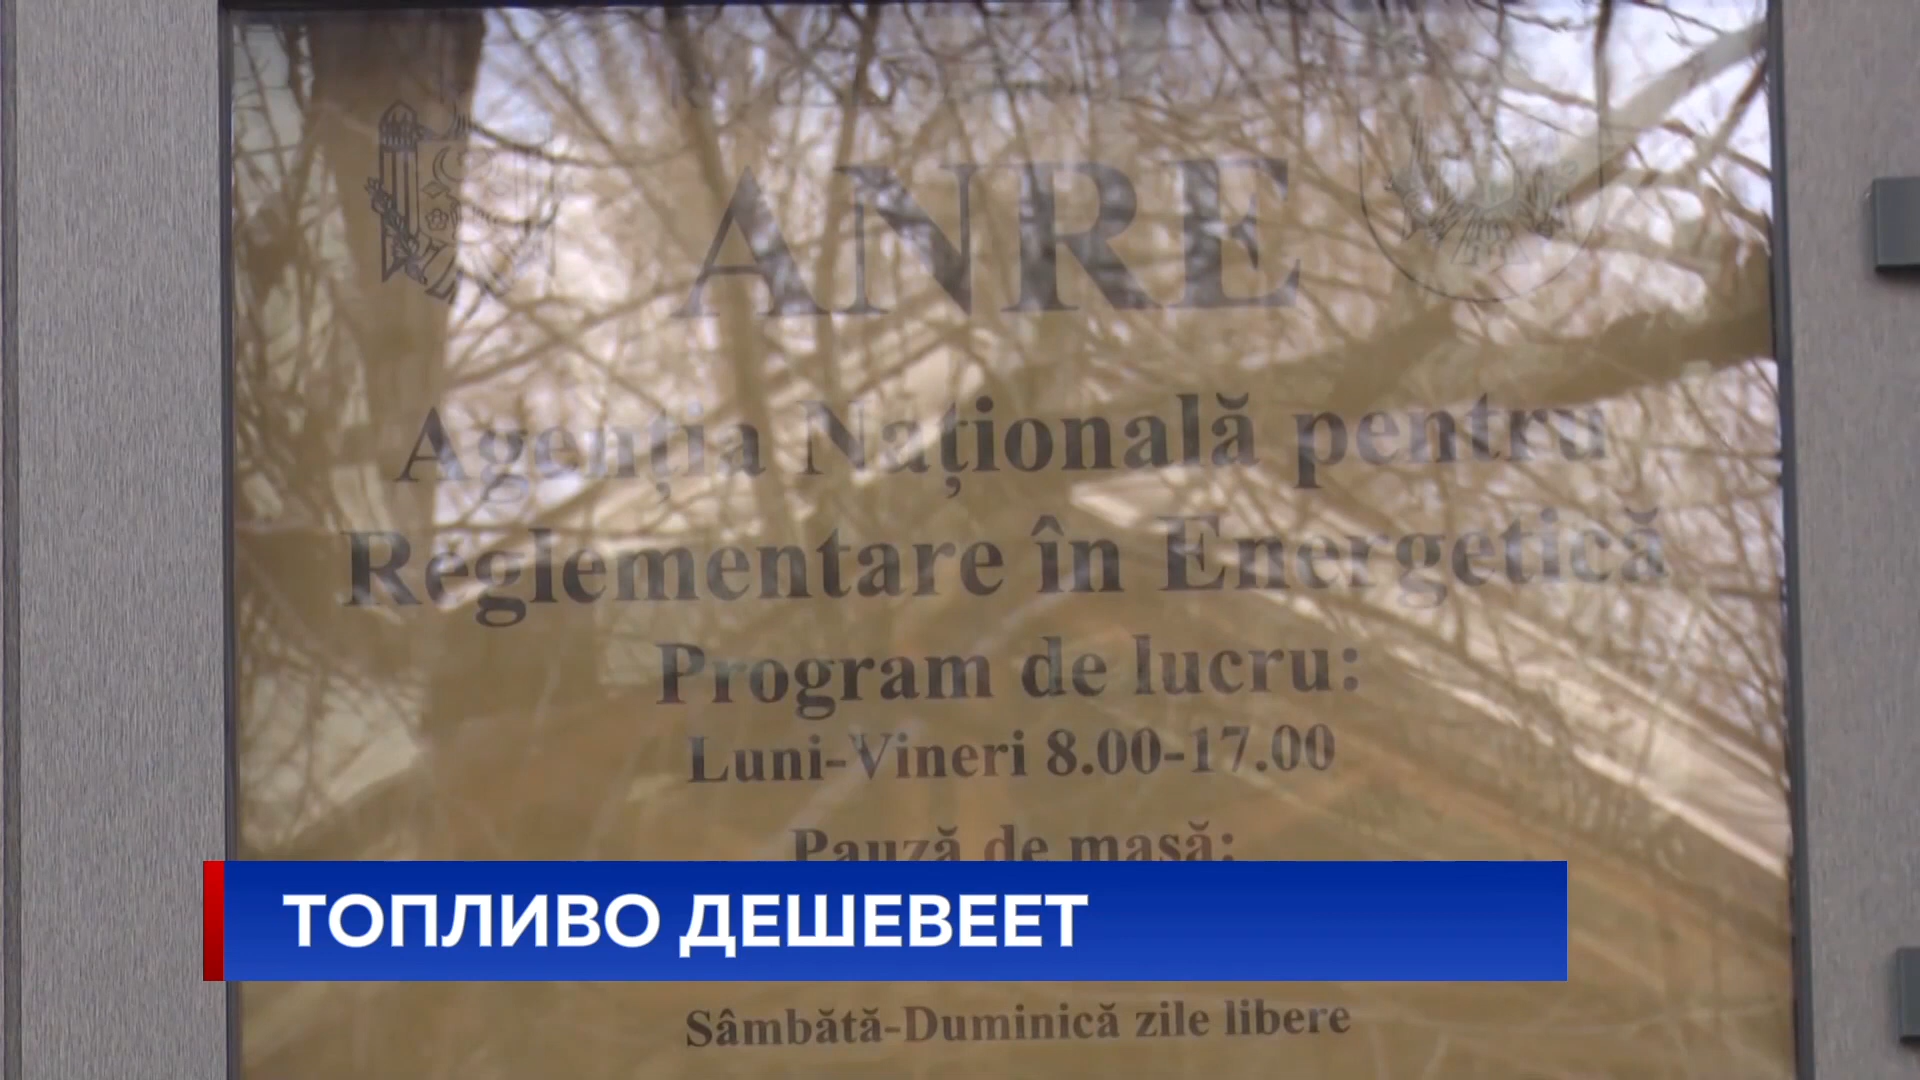 ANRE
Agenția Națională pentru
Reglementare în Energetică
Program de lucru:
Luni-Vineri 8.00-17.00
Pauză de masă:
ТОПЛИВО ДЕШЕВЕЕТ
Sâmbătă-Duminică zile libere